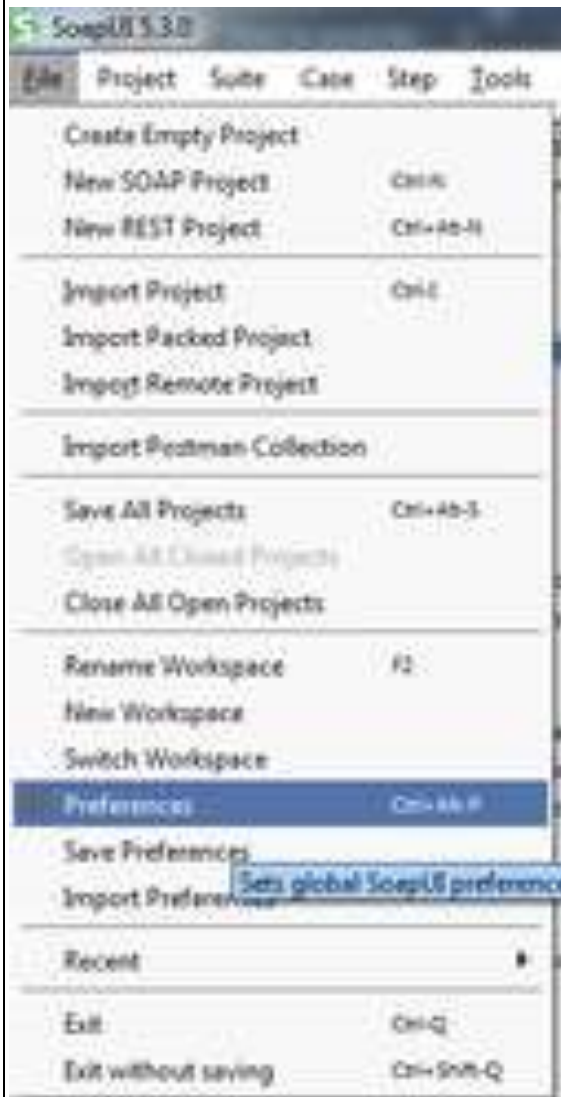 SoapUI 5.3.0
File Project Suite Case Step Tools
Create Empty Project
New SOAP Project Ctrl-N
New REST Project Ctrl+Alt-N
Import Project Ctrl-I
Import Packed Project
Import Remote Project
Import Postman Collection
Save All Projects Ctrl+Alt-S
Open All Closed Projects
Close All Open Projects
Rename Workspace F2
New Workspace
Switch Workspace
Preferences Ctrl+Alt-P
Save Preferences
Sets global SoapUI preference
Import
Recent
Exit Ctrl-Q
Exit without saving Ctrl+Shift-Q